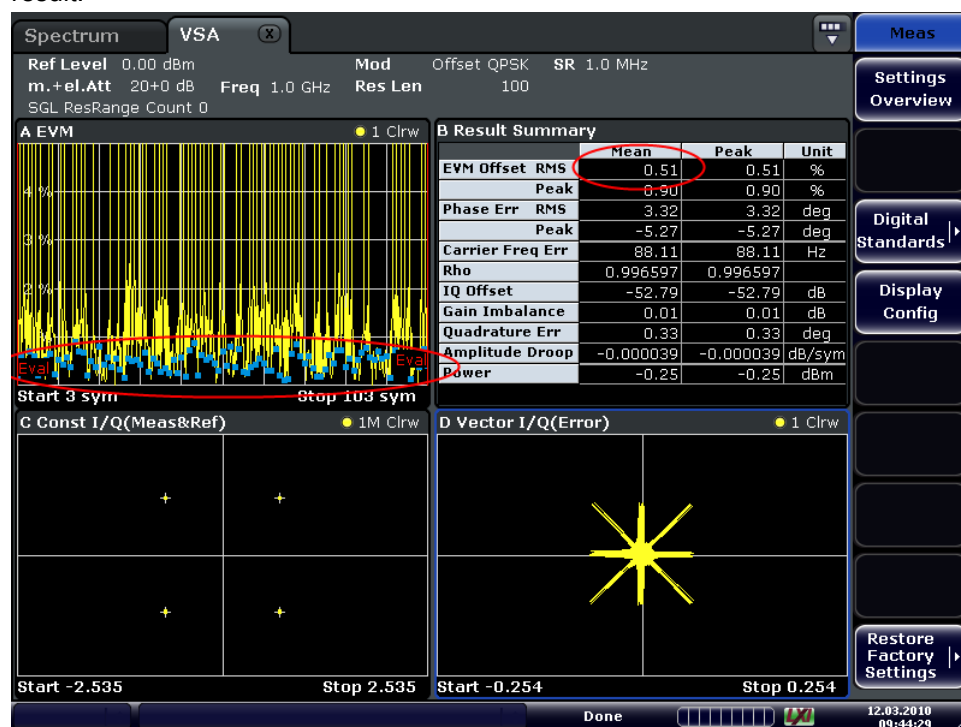 result.
Spectrum VSA X
Ref Level 0.00 dBm Mod Offset QPSK SR 1.0 MHz
m.+el.Att 20+0 dB Freq 1.0 GHz Res Len 100
SGL ResRange Count 0
A EVM 1 Clrw
4 %
3 %
2 %
Eval Eval
Start 3 sym Stop 103 sym
B Result Summary
Mean Peak Unit
EVM Offset RMS 0.51 0.51 %
Peak 0.90 0.90 %
Phase Err RMS 3.32 3.32 deg
Peak -5.27 -5.27 deg
Carrier Freq Err 88.11 88.11 Hz
Rho 0.996597 0.996597
IQ Offset -52.79 -52.79 dB
Gain Imbalance 0.01 0.01 dB
Quadrature Err 0.33 0.33 deg
Amplitude Droop -0.000039 -0.000039 dB/sym
Power -0.25 -0.25 dBm
C Const I/Q(Meas&Ref) 1M Clrw
Start -2.535 Stop 2.535
D Vector I/Q(Error) 1 Clrw
Start -0.254 Stop 0.254
Meas
Settings
Overview
Digital
Standards
Display
Config
Restore
Factory
Settings
Done LXI 12.03.2010
09:44:29